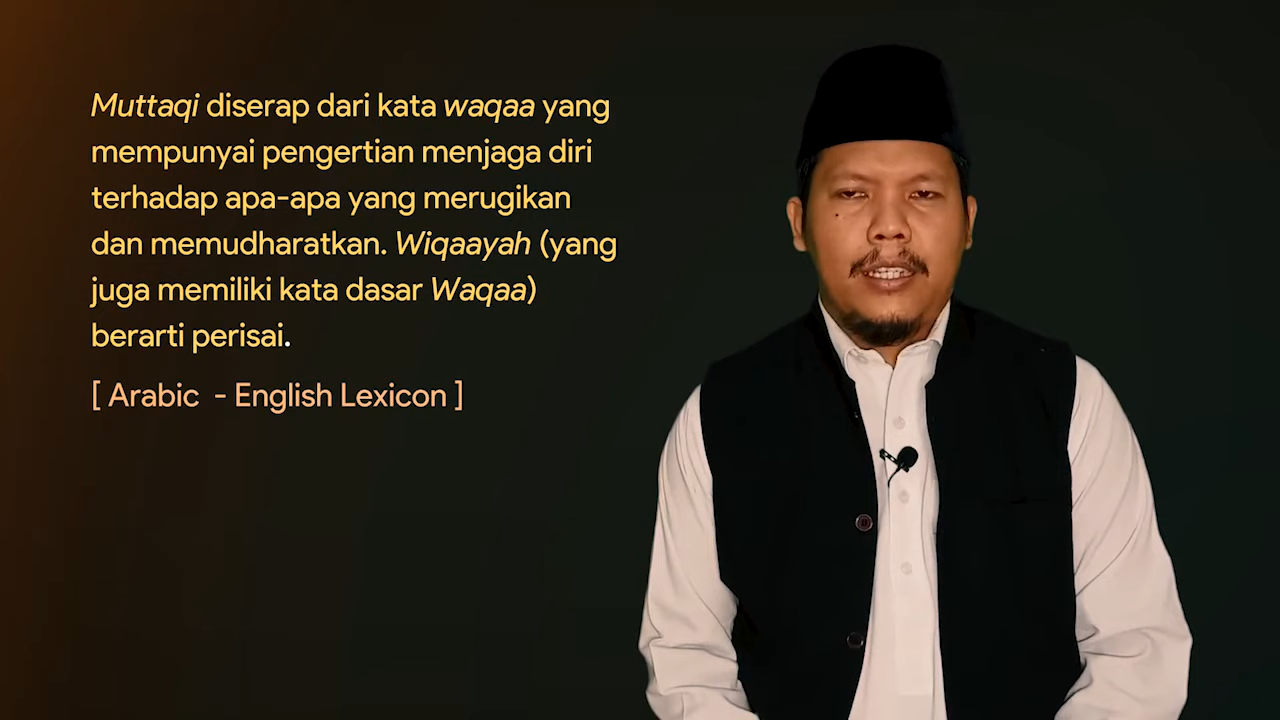 Muttaqi diserap dari kata waqaa yang
mempunyai pengertian menjaga diri
terhadap apa-apa yang merugikan
dan memudharatkan. Wiqaayah (yang
juga memiliki kata dasar Waqaa)
berarti perisai.
[ Arabic - English Lexicon ]